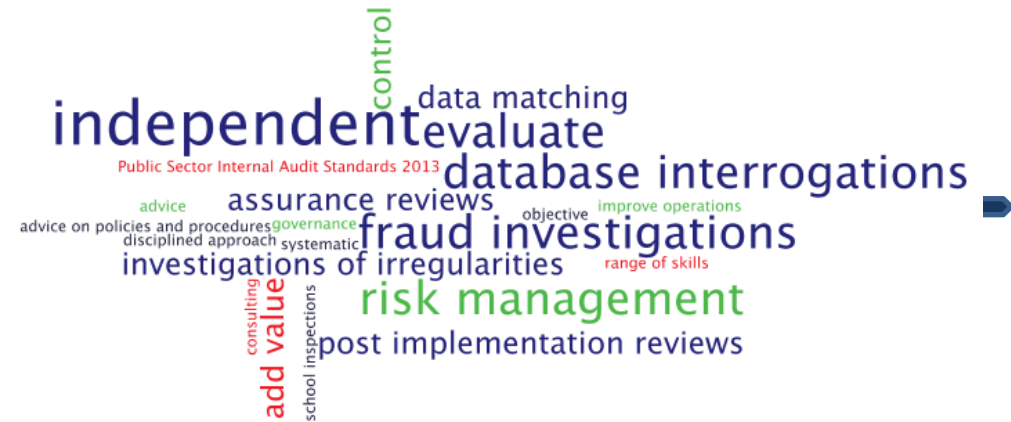 control
data matching
independent
evaluate
Public Sector Internal Audit Standards 2013
database interrogations
assurance reviews
advice
objective
improve operations
advice on policies and procedures
governance
fraud investigations
disciplined approach
systematic
investigations of irregularities
range of skills
consulting
add value
school inspections
risk management
post implementation reviews